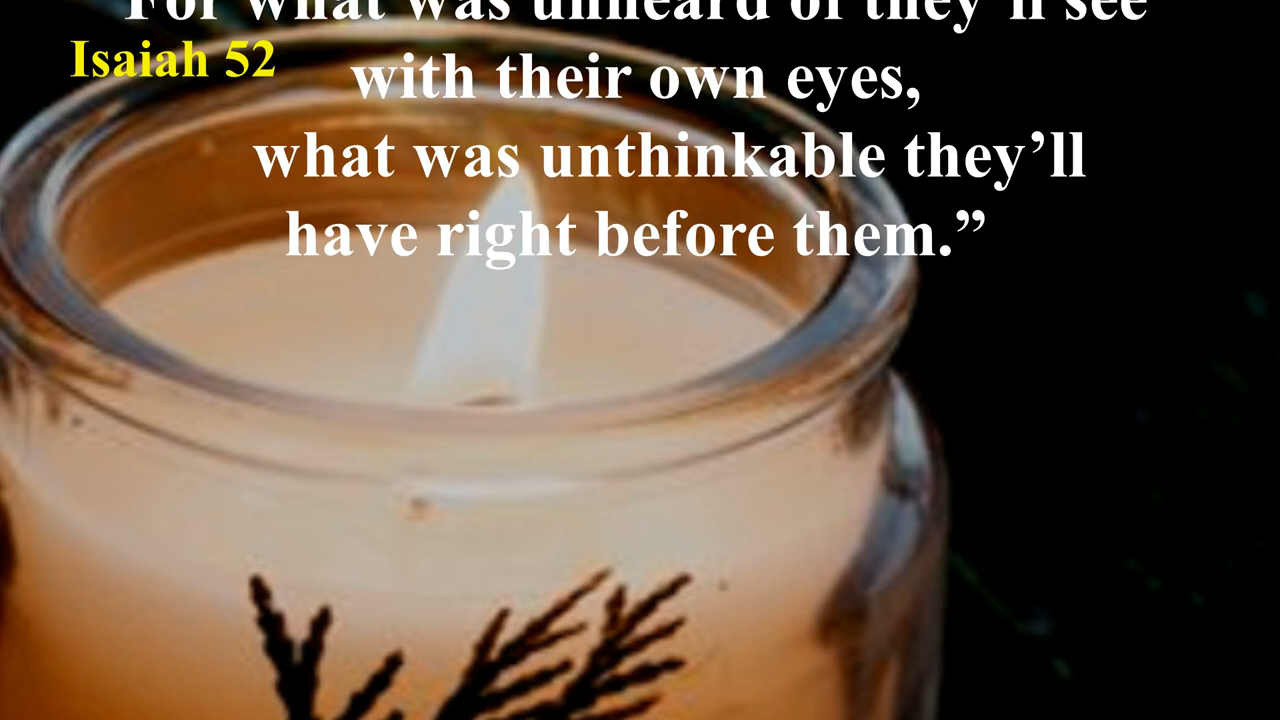 For what was unheard of they’ll see
Isaiah 52
with their own eyes,
what was unthinkable they’ll
have right before them.”